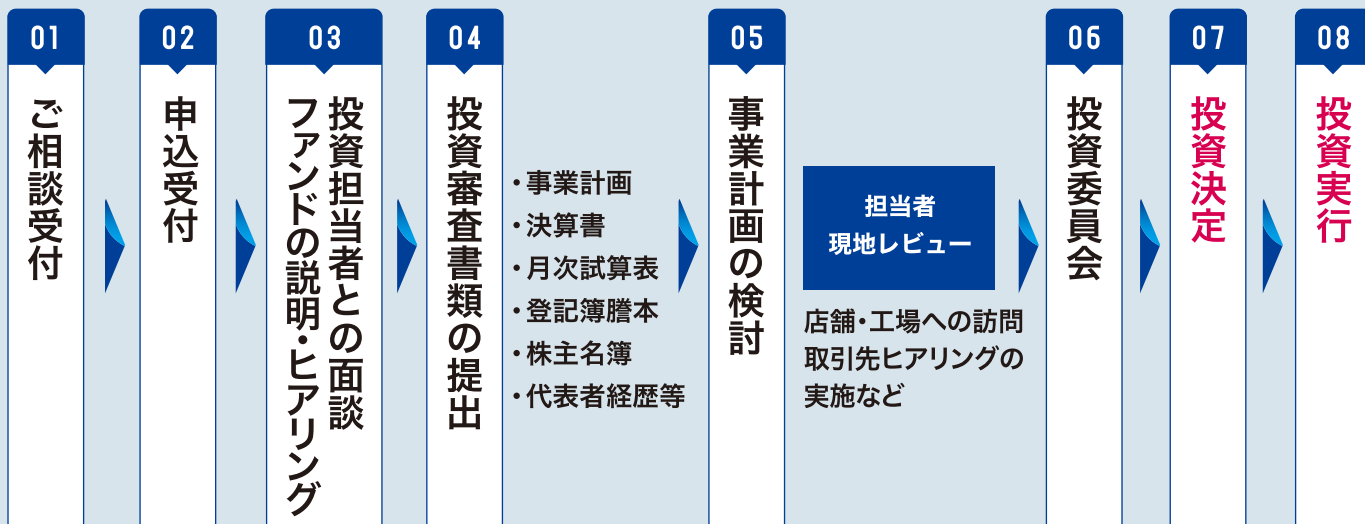 01
ご相談受付
02
申込受付
03
投資担当者との面談
ファンドの説明・ヒアリング
04
投資審査書類の提出
・事業計画
・決算書
・月次試算表
・登記簿謄本
・株主名簿
・代表者経歴等
05
事業計画の検討
担当者
現地レビュー
店舗・工場への訪問
取引先ヒアリングの
実施など
06
投資委員会
07
投資決定
08
投資実行